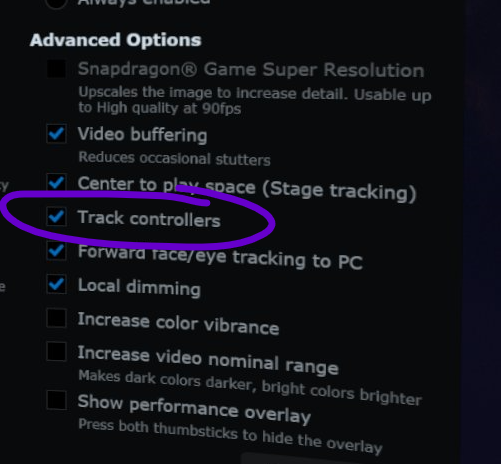 Always enabled
Advanced Options
Snapdragon® Game Super Resolution
Upscales the image to increase detail. Usable up
to High quality at 90fps
Video buffering
Reduces occasional stutters
Center to play space (Stage tracking)
Track controllers
Forward face/eye tracking to PC
Local dimming
Increase color vibrance
Increase video nominal range
Makes dark colors darker, bright colors brighter
Show performance overlay
Press both thumbsticks to hide the overlay